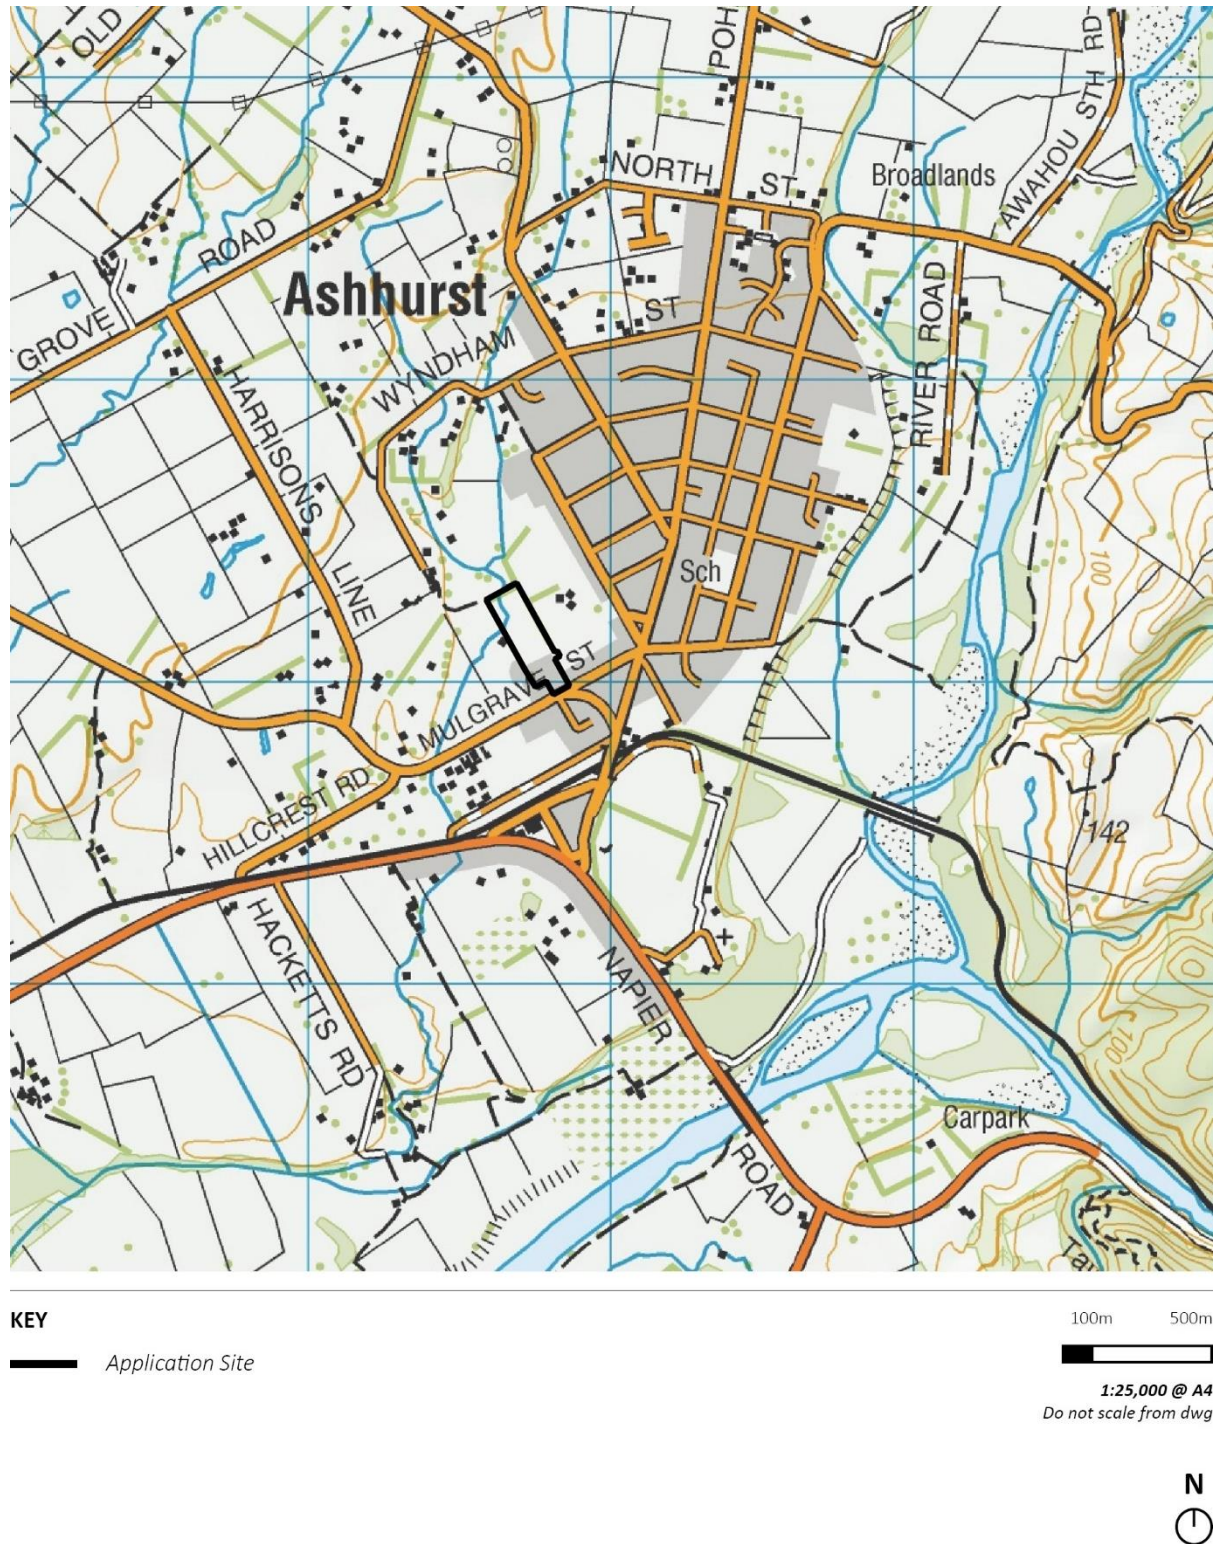 OLD
POH
AWAHOU STH RD
NORTH ST
Broadlands
ROAD
Ashhurst
GROVE
WYNDHAM ST
RIVER ROAD
HARRISONS LINE
100
Sch
MULGRAVE ST
HILLCREST RD
142
HACKETTS RD
NAPIER ROAD
100
Carpark
KEY
Application Site
100m 500m
1:25,000 @ A4
Do not scale from dwg
N